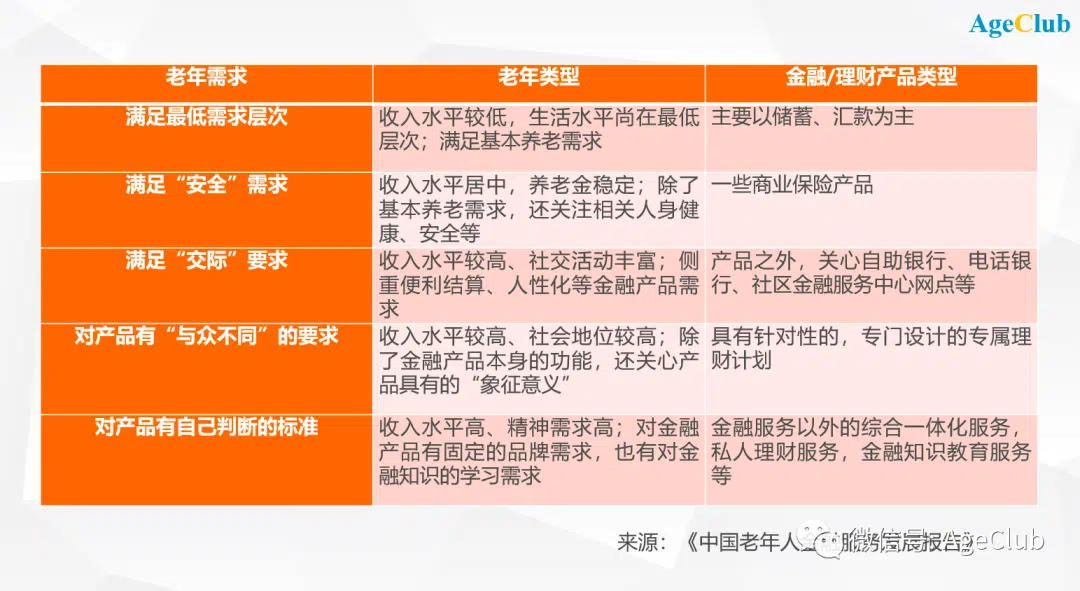 AgeClub
老年需求
老年类型
金融/理财产品类型
满足最低需求层次
收入水平较低，生活水平尚在最低
层次；满足基本养老需求
主要以储蓄、汇款为主
满足“安全”需求
收入水平居中，养老金稳定；除了
基本养老需求，还关注相关人身健
康、安全等
一些商业保险产品
满足“交际”要求
收入水平较高、社交活动丰富；侧
重便利结算、人性化等金融产品需
求
产品之外，关心自助银行、电话银
行、社区金融服务中心网点等
对产品有“与众不同”的要求
收入水平较高、社会地位较高；除
了金融产品本身的功能，还关心产
品具有的“象征意义”
具有针对性的，专门设计的专属理
财计划
对产品有自己判断的标准
收入水平高、精神需求高；对金融
产品有固定的品牌需求，也有对金
融知识的学习需求
金融服务以外的综合一体化服务，
私人理财服务，金融知识教育服务
等
来源：《中国老年人金融服务发展报告》
微信号: AgeClub